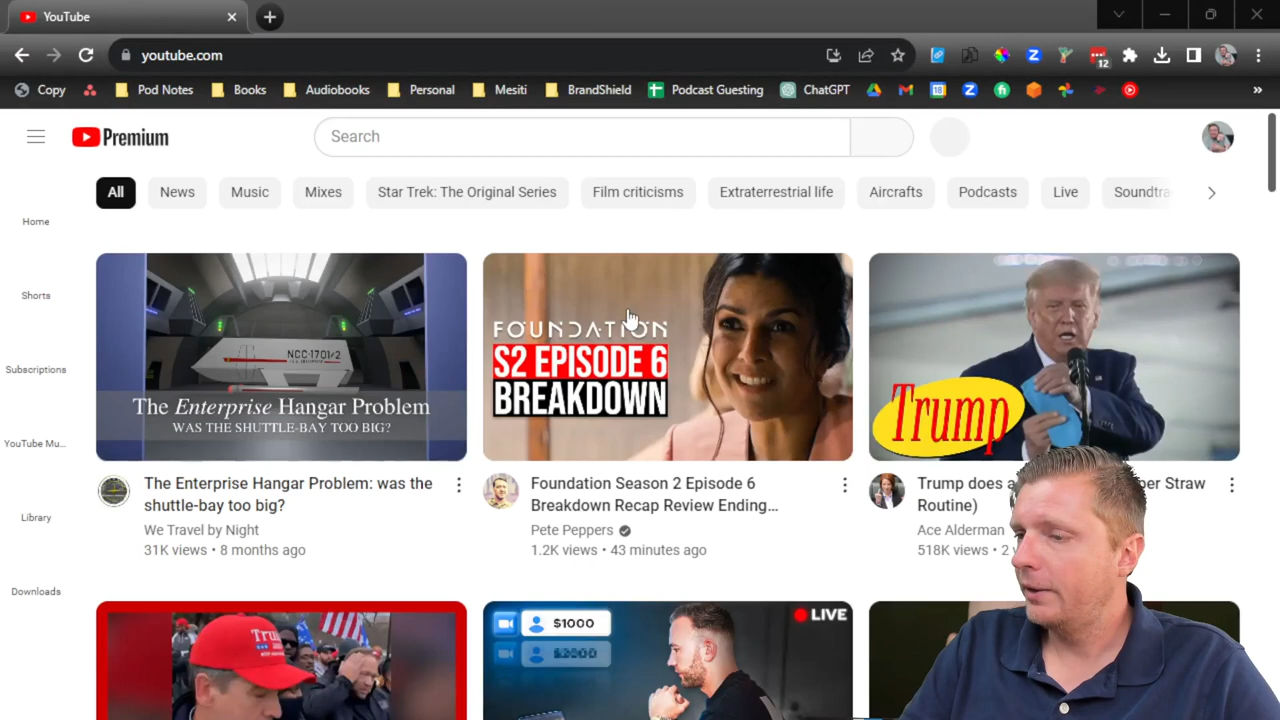 YouTube
youtube.com
12
Copy
Pod Notes
Books
Audiobooks
Personal
Mesiti
BrandShield
Podcast Guesting
ChatGPT
18
»
Premium
Search
All
News
Music
Mixes
Star Trek: The Original Series
Film criticisms
Extraterrestrial life
Aircrafts
Podcasts
Live
Soundtra
Home
Shorts
Subscriptions
YouTube Mu...
Library
Downloads
NCC-1701/2
The Enterprise Hangar Problem
WAS THE SHUTTLE-BAY TOO BIG?
The Enterprise Hangar Problem: was the
shuttle-bay too big?
We Travel by Night
31K views • 8 months ago
FOUNDATION
S2 EPISODE 6
BREAKDOWN
Foundation Season 2 Episode 6
Breakdown Recap Review Ending...
Pete Peppers
1.2K views • 43 minutes ago
Trump
Trump does a per Straw
Routine)
Ace Alderman
518K views • 2
Trump
$1000
$2000
LIVE